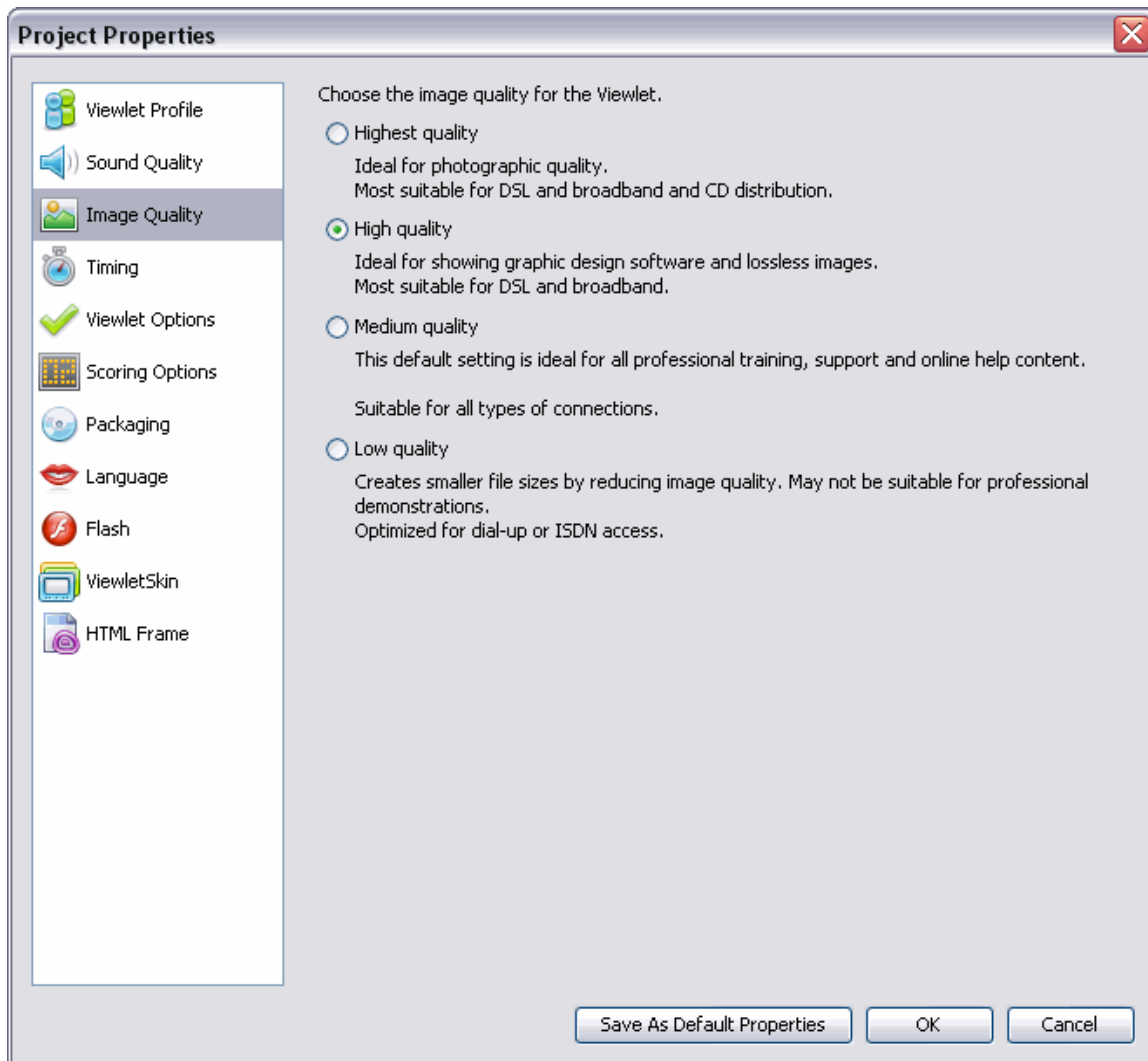 Project Properties
Viewlet Profile
Sound Quality
Image Quality
Timing
Viewlet Options
Scoring Options
Packaging
Language
Flash
ViewletSkin
HTML Frame
Choose the image quality for the Viewlet.
Highest quality
Ideal for photographic quality.
Most suitable for DSL and broadband and CD distribution.
High quality
Ideal for showing graphic design software and lossless images.
Most suitable for DSL and broadband.
Medium quality
This default setting is ideal for all professional training, support and online help content.
Suitable for all types of connections.
Low quality
Creates smaller file sizes by reducing image quality. May not be suitable for professional
demonstrations.
Optimized for dial-up or ISDN access.
Save As Default Properties
OK
Cancel